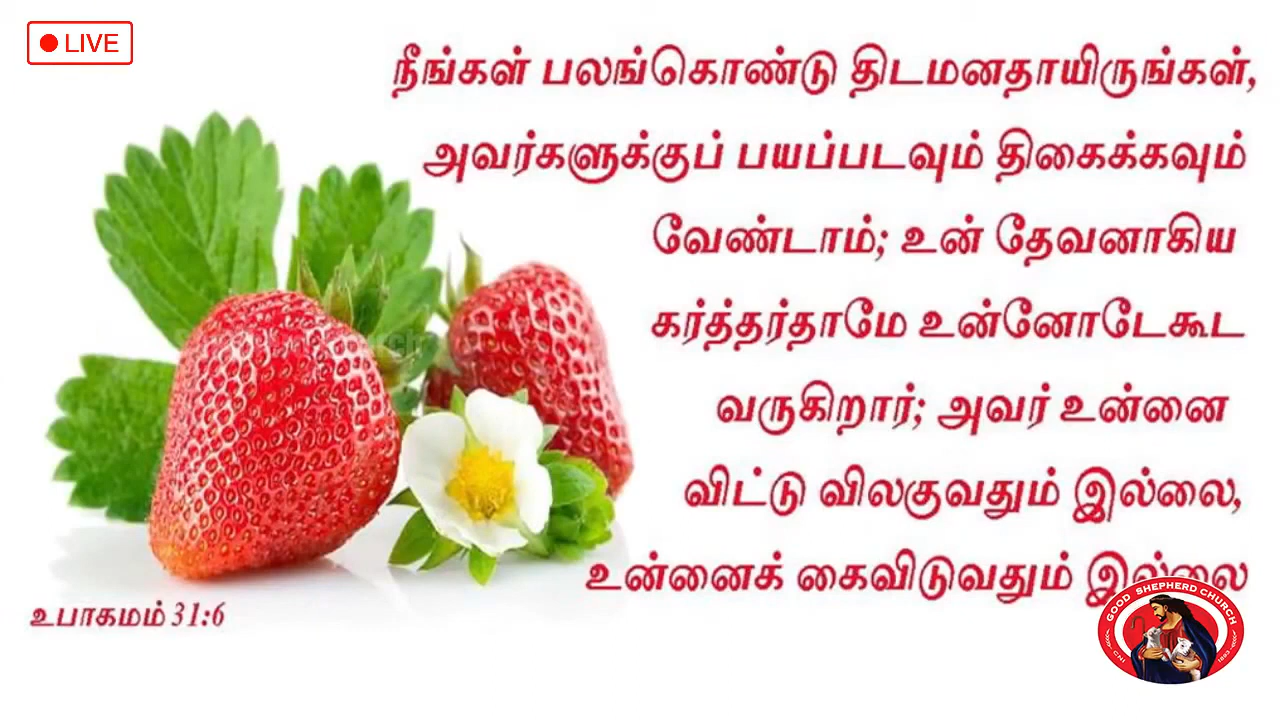 LIVE
நீங்கள் பலங்கொண்டு திடமனதாயிருங்கள்,
அவர்களுக்குப் பயப்படவும் திகைக்கவும்
வேண்டாம்; உன் தேவனாகிய
கர்த்தர்தாமே உன்னோடேகூட
வருகிறார்; அவர் உன்னை
விட்டு விலகுவதும் இல்லை,
உன்னைக் கைவிடுவதும் இல்லை
உபாகமம் 31:6
GOOD SHEPHERD CHURCH
CNI